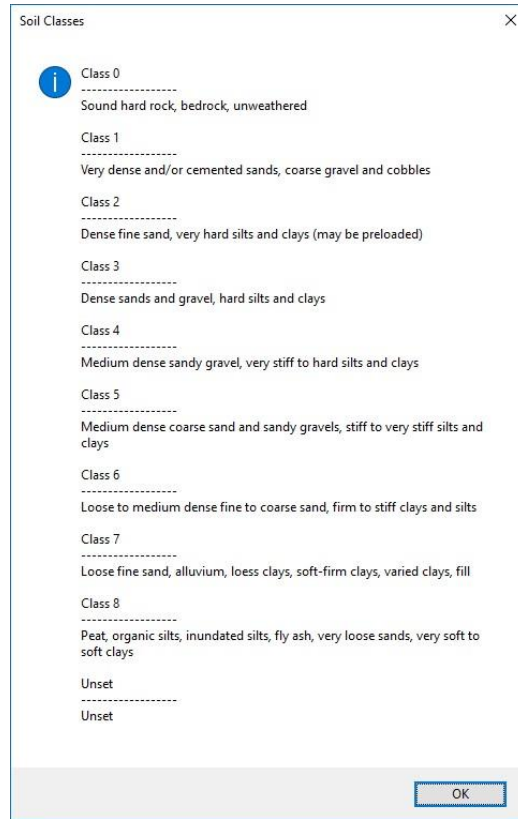 Soil Classes
Class 0
------------------
Sound hard rock, bedrock, unweathered
Class 1
------------------
Very dense and/or cemented sands, coarse gravel and cobbles
Class 2
------------------
Dense fine sand, very hard silts and clays (may be preloaded)
Class 3
------------------
Dense sands and gravel, hard silts and clays
Class 4
------------------
Medium dense sandy gravel, very stiff to hard silts and clays
Class 5
------------------
Medium dense coarse sand and sandy gravels, stiff to very stiff silts and
clays
Class 6
------------------
Loose to medium dense fine to coarse sand, firm to stiff clays and silts
Class 7
------------------
Loose fine sand, alluvium, loess clays, soft-firm clays, varied clays, fill
Class 8
------------------
Peat, organic silts, inundated silts, fly ash, very loose sands, very soft to
soft clays
Unset
------------------
Unset
OK